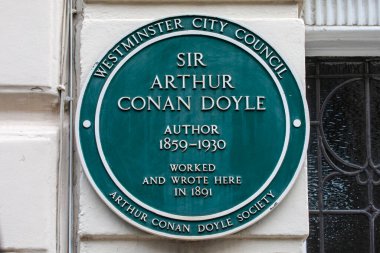 WESTMINSTER CITY COUNCIL
SIR
ARTHUR
CONAN DOYLE
AUTHOR
1859–1930
WORKED
AND WROTE HERE
IN 1891
ARTHUR CONAN DOYLE SOCIETY